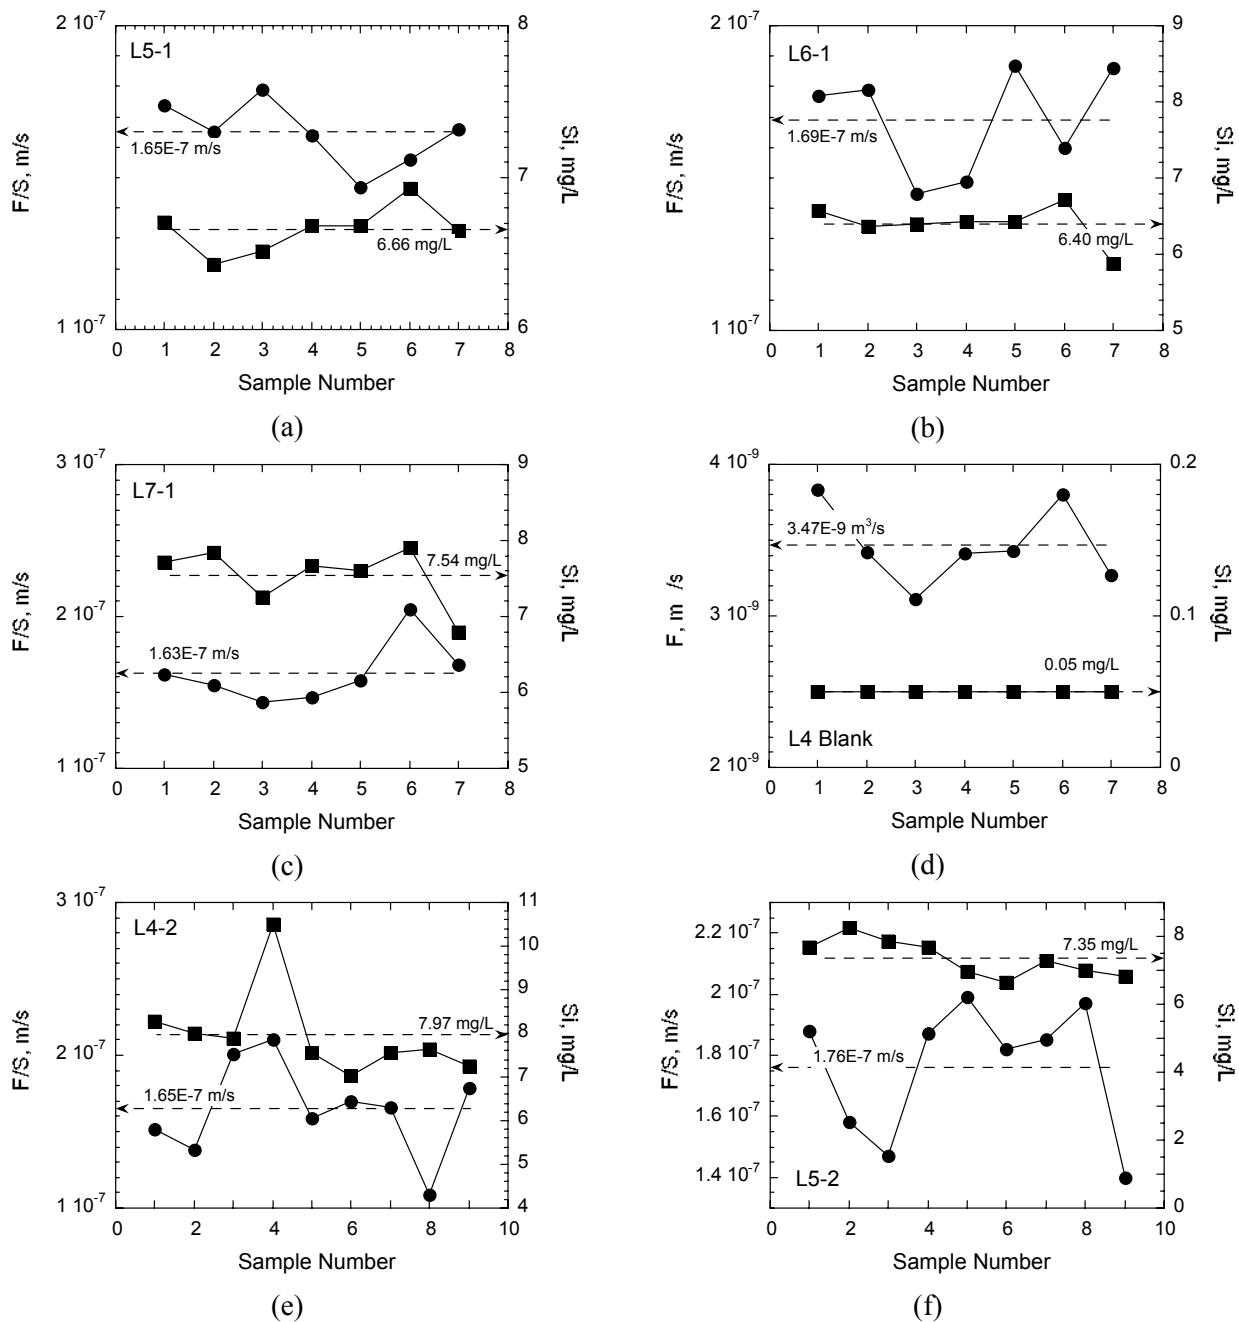 L5-1
2 10⁻⁷
1 10⁻⁷
F/S, m/s
8
7
6
Si, mg/L
1.65E-7 m/s
6.66 mg/L
0 1 2 3 4 5 6 7 8
Sample Number
(a)
L6-1
2 10⁻⁷
1 10⁻⁷
F/S, m/s
9
8
7
6
5
Si, mg/L
1.69E-7 m/s
6.40 mg/L
0 1 2 3 4 5 6 7 8
Sample Number
(b)
L7-1
3 10⁻⁷
2 10⁻⁷
1 10⁻⁷
F/S, m/s
9
8
7
6
5
Si, mg/L
7.54 mg/L
1.63E-7 m/s
0 1 2 3 4 5 6 7 8
Sample Number
(c)
4 10⁻⁹
3 10⁻⁹
2 10⁻⁹
F, m /s
0.2
0.1
0
Si, mg/L
3.47E-9 m³/s
0.05 mg/L
L4 Blank
0 1 2 3 4 5 6 7 8
Sample Number
(d)
L4-2
3 10⁻⁷
2 10⁻⁷
1 10⁻⁷
F/S, m/s
11
10
9
8
7
6
5
4
Si, mg/L
7.97 mg/L
1.65E-7 m/s
0 2 4 6 8 10
Sample Number
(e)
2.2 10⁻⁷
2 10⁻⁷
1.8 10⁻⁷
1.6 10⁻⁷
1.4 10⁻⁷
F/S, m/s
8
6
4
2
0
Si, mg/L
7.35 mg/L
1.76E-7 m/s
L5-2
0 2 4 6 8 10
Sample Number
(f)